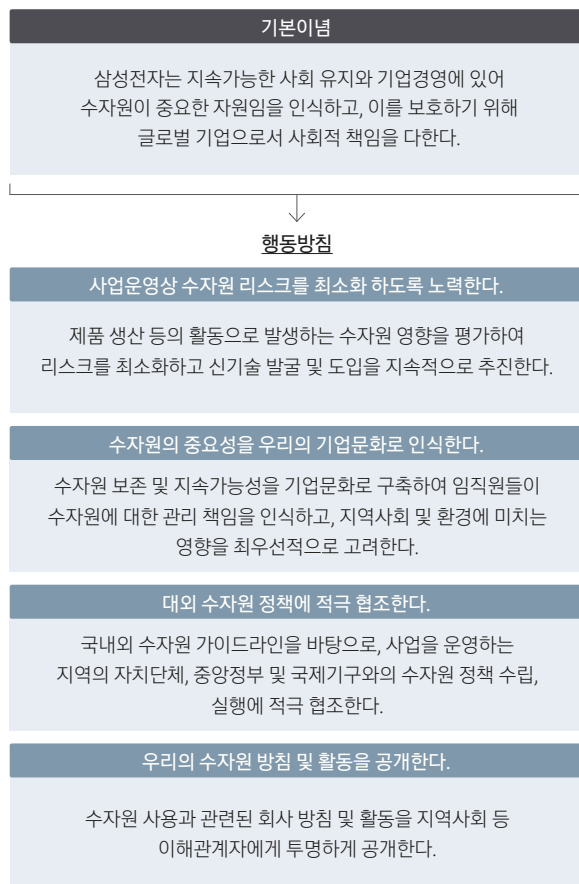 기본이념
삼성전자는 지속가능한 사회 유지와 기업경영에 있어
수자원이 중요한 자원임을 인식하고, 이를 보호하기 위해
글로벌 기업으로서 사회적 책임을 다한다.
행동방침
사업운영상 수자원 리스크를 최소화 하도록 노력한다.
제품 생산 등의 활동으로 발생하는 수자원 영향을 평가하여
리스크를 최소화하고 신기술 발굴 및 도입을 지속적으로 추진한다.
수자원의 중요성을 우리의 기업문화로 인식한다.
수자원 보존 및 지속가능성을 기업문화로 구축하여 임직원들이
수자원에 대한 관리 책임을 인식하고, 지역사회 및 환경에 미치는
영향을 최우선적으로 고려한다.
대외 수자원 정책에 적극 협조한다.
국내외 수자원 가이드라인을 바탕으로, 사업을 운영하는
지역의 자치단체, 중앙정부 및 국제기구와의 수자원 정책 수립,
실행에 적극 협조한다.
우리의 수자원 방침 및 활동을 공개한다.
수자원 사용과 관련된 회사 방침 및 활동을 지역사회 등
이해관계자에게 투명하게 공개한다.